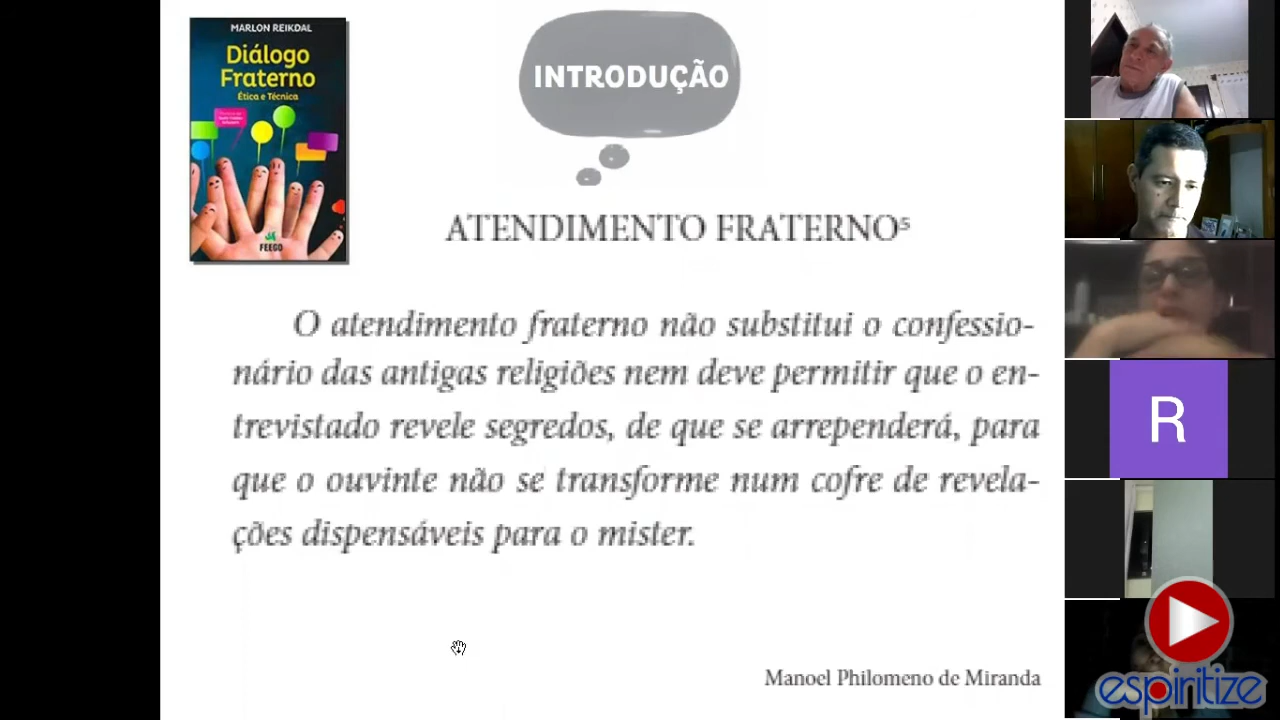 MARLON REIKDAL
Diálogo
Fraterno
Ética e Técnica
FEEGO
INTRODUÇÃO
ATENDIMENTO FRATERNO⁵
O atendimento fraterno não substitui o confessio-
nário das antigas religiões nem deve permitir que o en-
trevistado revele segredos, de que se arrependerá, para
que o ouvinte não se transforme num cofre de revela-
ções dispensáveis para o mister.
Manoel Philomeno de Miranda
R
espiritize